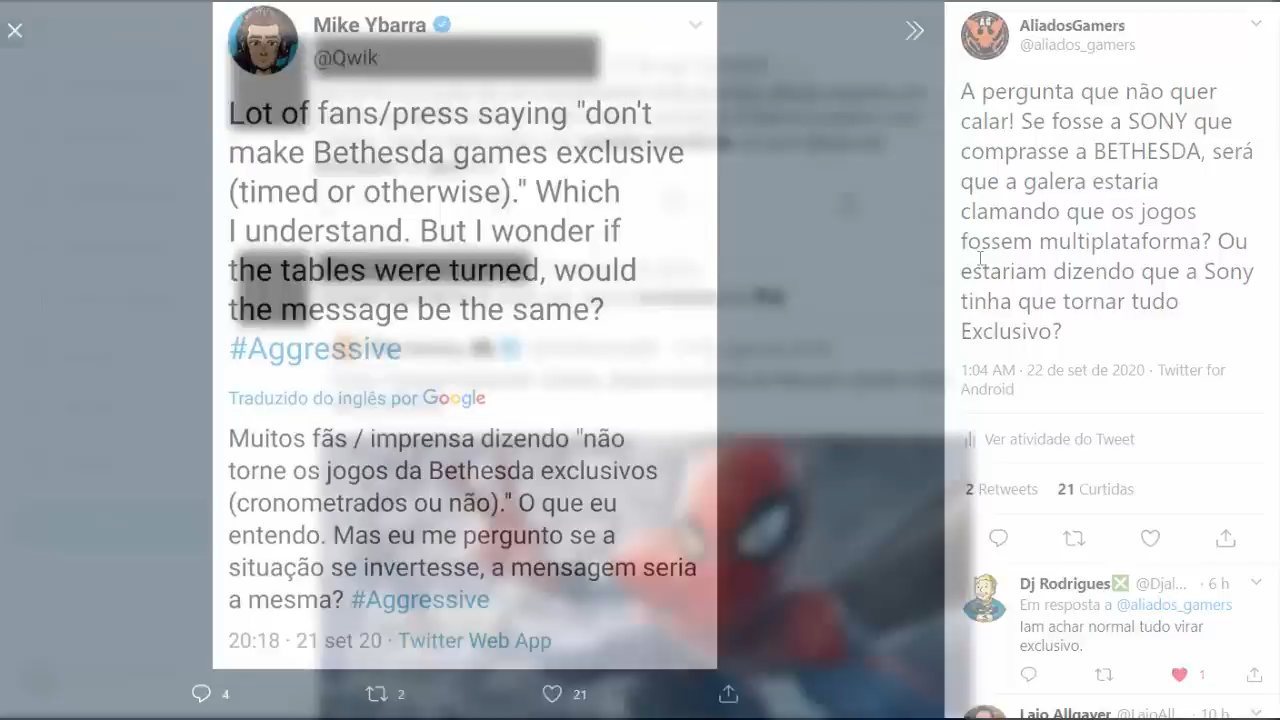 Mike Ybarra
@Qwik
Lot of fans/press saying "don't
make Bethesda games exclusive
(timed or otherwise)." Which
I understand. But I wonder if
the tables were turned, would
the message be the same?
#Aggressive
Traduzido do inglês por Google
Muitos fãs / imprensa dizendo "não
torne os jogos da Bethesda exclusivos
(cronometrados ou não)." O que eu
entendo. Mas eu me pergunto se a
situação se invertesse, a mensagem seria
a mesma? #Aggressive
20:18 · 21 set 20 · Twitter Web App
4
2
21
AliadosGamers
@aliados_gamers
A pergunta que não quer
calar! Se fosse a SONY que
comprasse a BETHESDA, será
que a galera estaria
clamando que os jogos
fossem multiplataforma? Ou
estariam dizendo que a Sony
tinha que tornar tudo
Exclusivo?
1:04 AM · 22 de set de 2020 · Twitter for
Android
Ver atividade do Tweet
2 Retweets 21 Curtidas
Dj Rodrigues @Djal... · 6 h
Em resposta a @aliados_gamers
Iam achar normal tudo virar
exclusivo.
1
Laio Allgayer @LaioAll... · 10 h